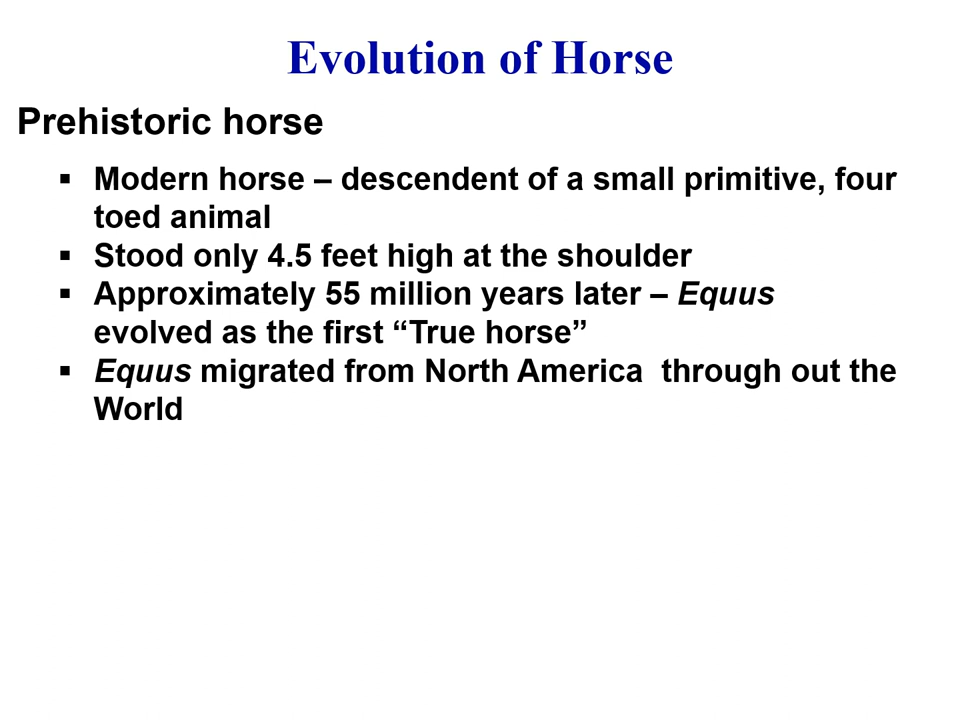 Evolution of Horse
Prehistoric horse
▪ Modern horse – descendent of a small primitive, four
toed animal
▪ Stood only 4.5 feet high at the shoulder
▪ Approximately 55 million years later – Equus
evolved as the first “True horse”
▪ Equus migrated from North America  through out the
World